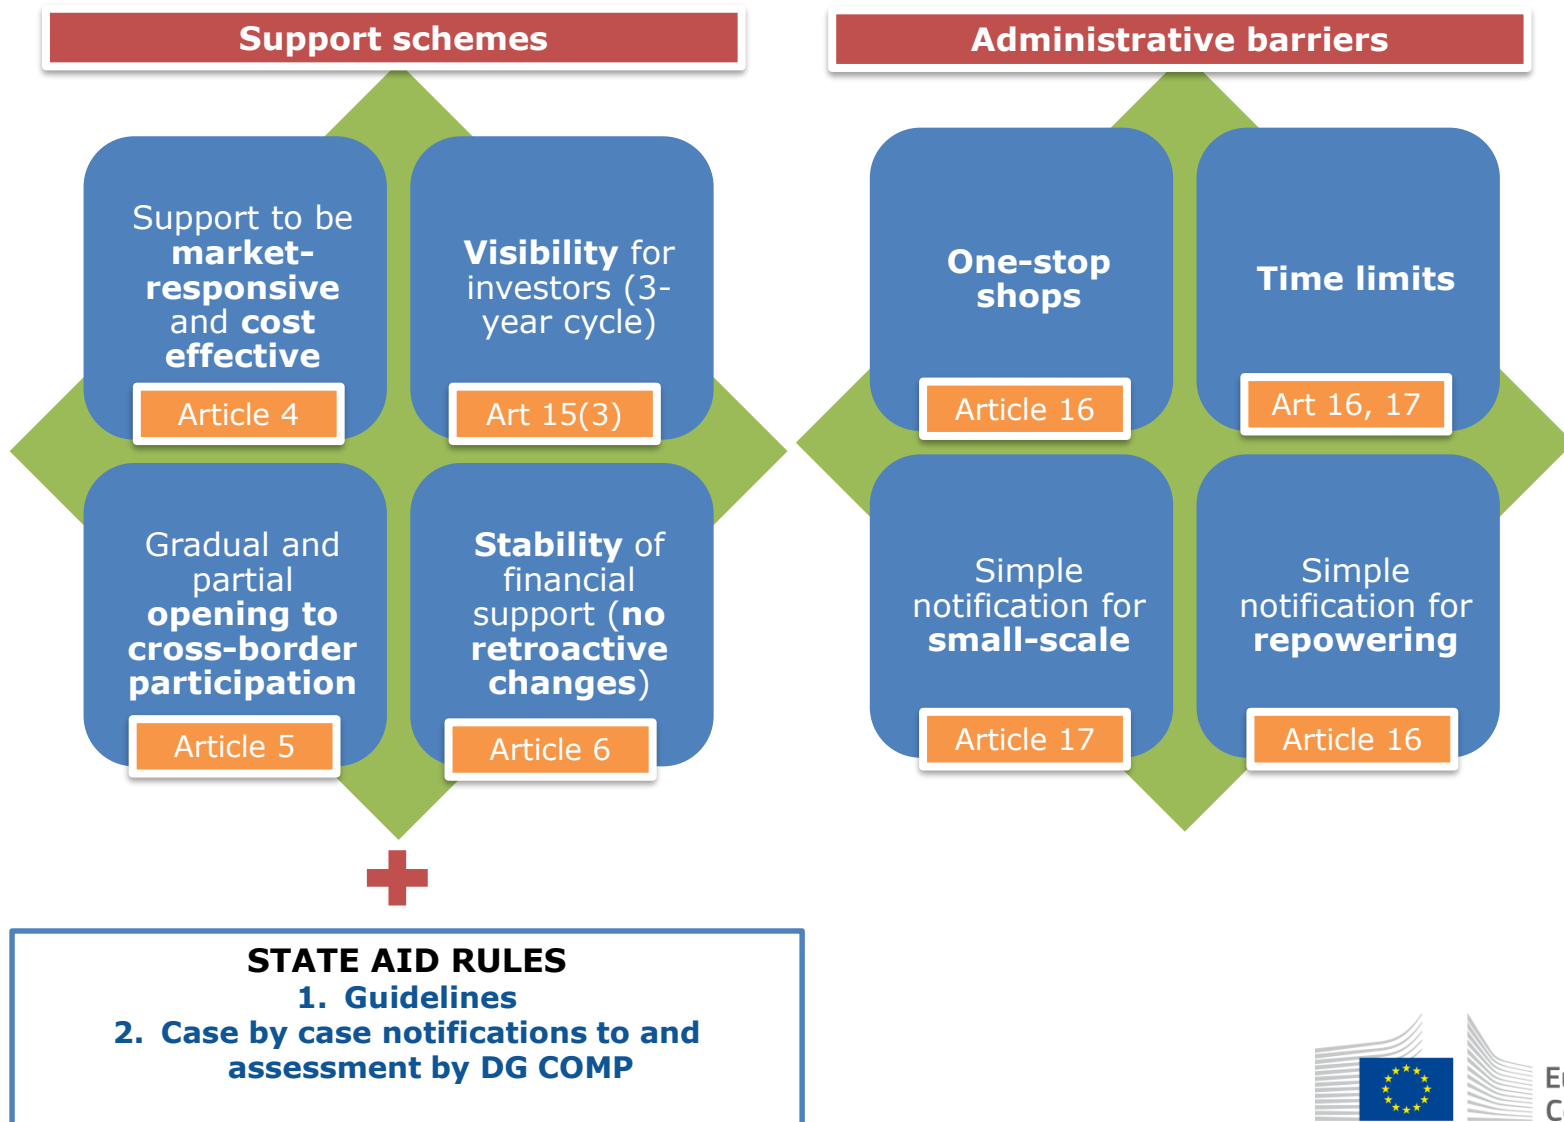 Support schemes
Support to be
market-
responsive
and cost
effective
Article 4
Visibility for
investors (3-
year cycle)
Art 15(3)
Gradual and
partial
opening to
cross-border
participation
Article 5
Stability of
financial
support (no
retroactive
changes)
Article 6
Administrative barriers
One-stop
shops
Article 16
Time limits
Art 16, 17
Simple
notification for
small-scale
Article 17
Simple
notification for
repowering
Article 16
STATE AID RULES
1. Guidelines
2. Case by case notifications to and
assessment by DG COMP